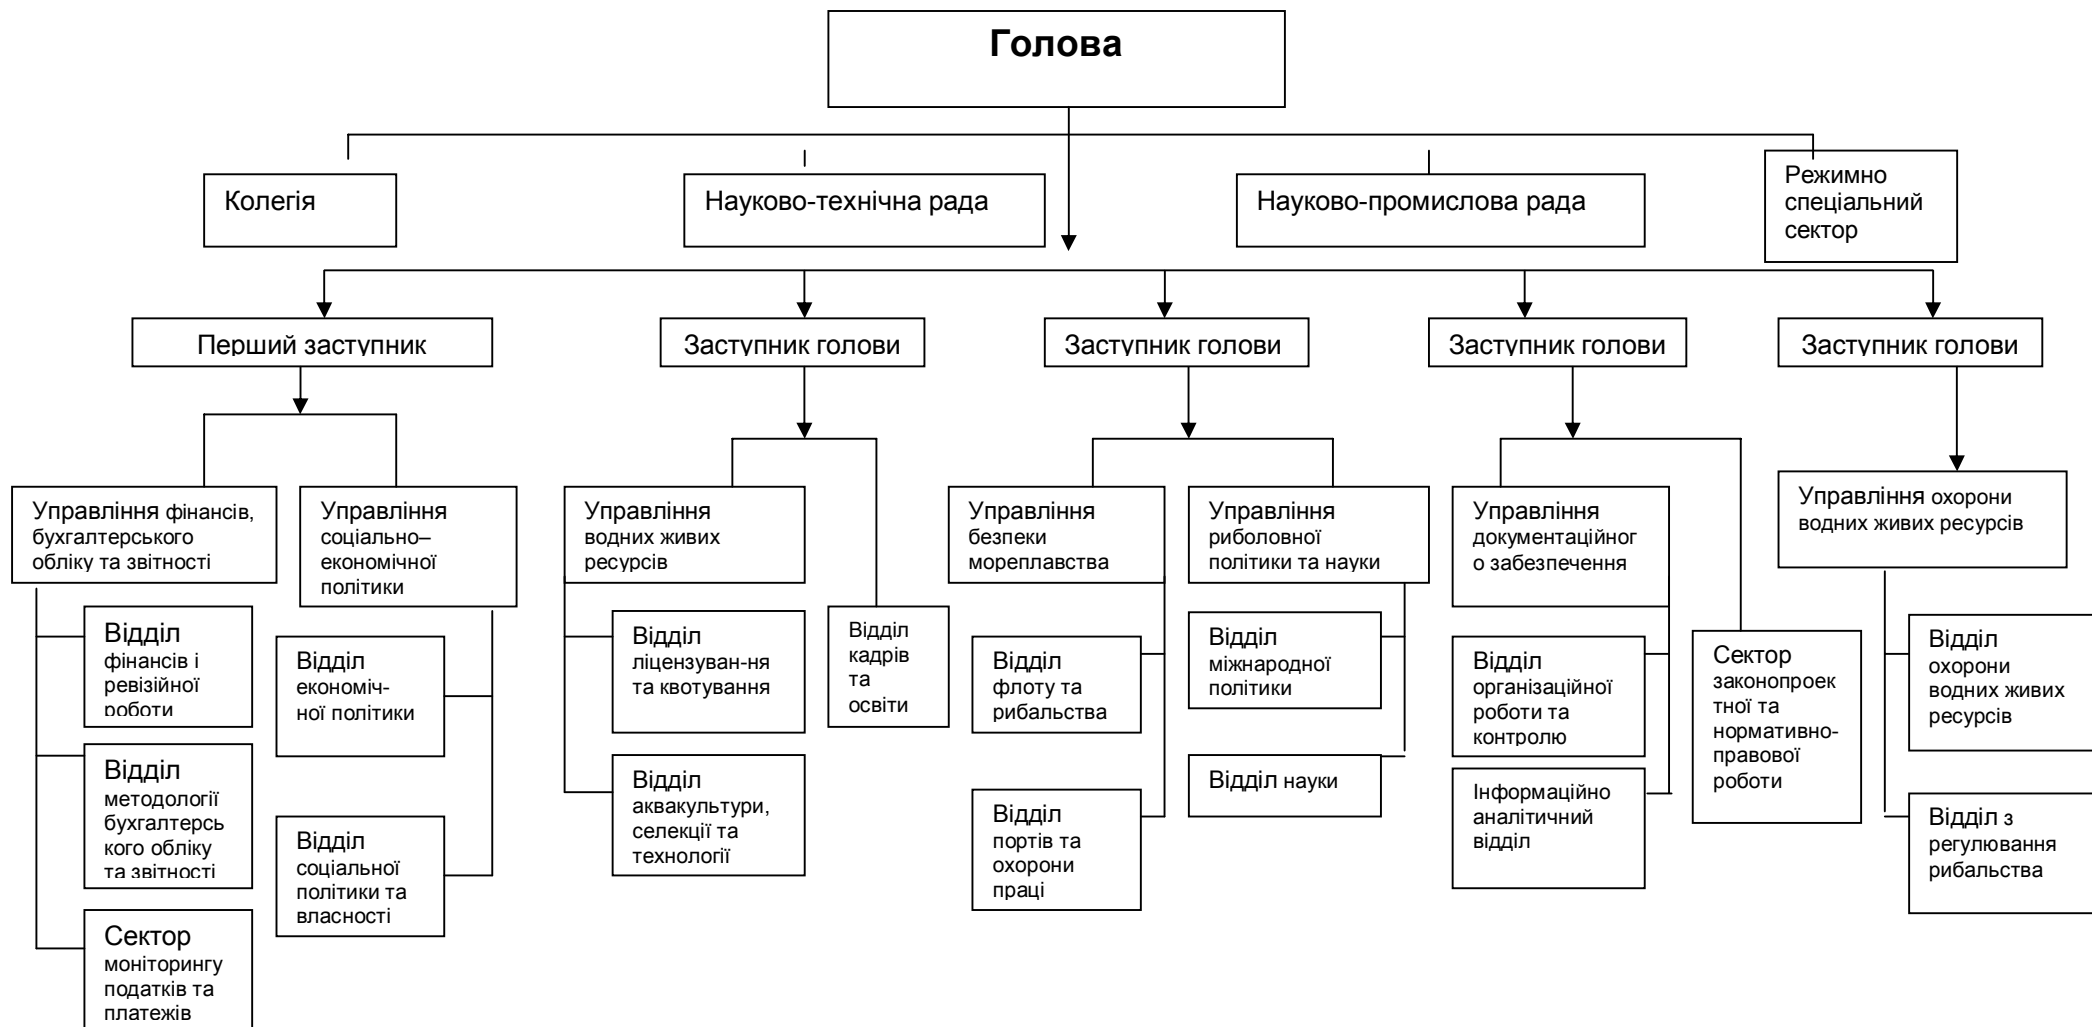 Голова
Колегія
Науково-технічна рада
Науково-промислова рада
Режимно
спеціальний
сектор
Перший заступник
Заступник голови
Заступник голови
Заступник голови
Заступник голови
Управління фінансів,
бухгалтерського
обліку та звітності
Управління
соціально–
економічної
політики
Управління
водних живих
ресурсів
Управління
безпеки
мореплавства
Управління
риболовної
політики та науки
Управління
документаційног
о забезпечення
Управління охорони
водних живих ресурсів
Відділ
фінансів і
ревізійної
роботи
Відділ
економіч-
ної політики
Відділ
ліцензуван-ня
та квотування
Відділ
кадрів
та
освіти
Відділ
флоту та
рибальства
Відділ
міжнародної
політики
Відділ
організаційної
роботи та
контролю
Сектор
законопроек
тної та
нормативно-
правової
роботи
Відділ
охорони
водних живих
ресурсів
Відділ
методології
бухгалтерсь
кого обліку
та звітності
Відділ
соціальної
політики та
власності
Відділ
аквакультури,
селекції та
технології
Відділ
портів та
охорони
праці
Відділ науки
Інформаційно
аналітичний
відділ
Відділ з
регулювання
рибальства
Сектор
моніторингу
податків та
платежів